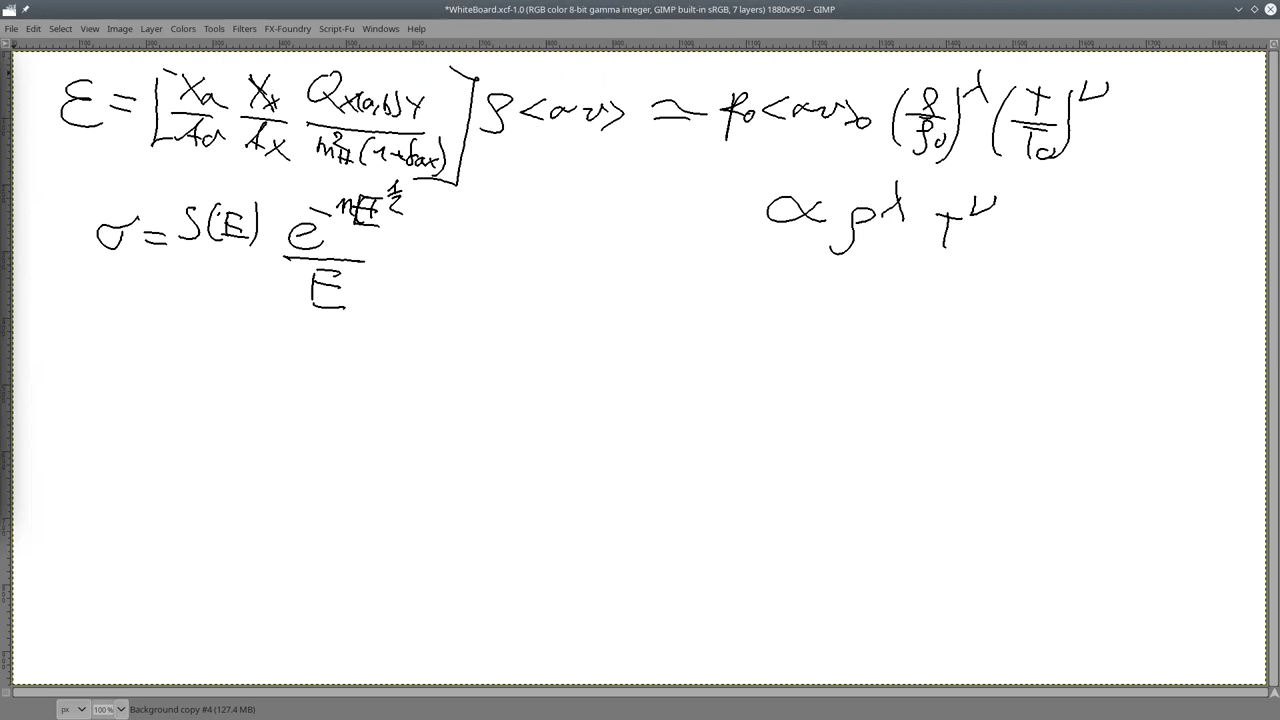 *WhiteBoard.xcf-1.0 (RGB color 8-bit gamma integer, GIMP built-in sRGB, 7 layers) 1880x950 – GIMP
File Edit Select View Image Layer Colors Tools Filters FX-Foundry Script-Fu Windows Help
ε = [ Xa/Aa Xx/Ax Qx(a,b)y/m²H(1+δax) ] ρ <σv> ≃ ρ₀ <σv>₀ (ρ/ρ₀)^λ (T/T₀)^ν
∝ ρ^λ T^ν
σ = S(E) e^-
E
px 100% Background copy #4 (127.4 MB)